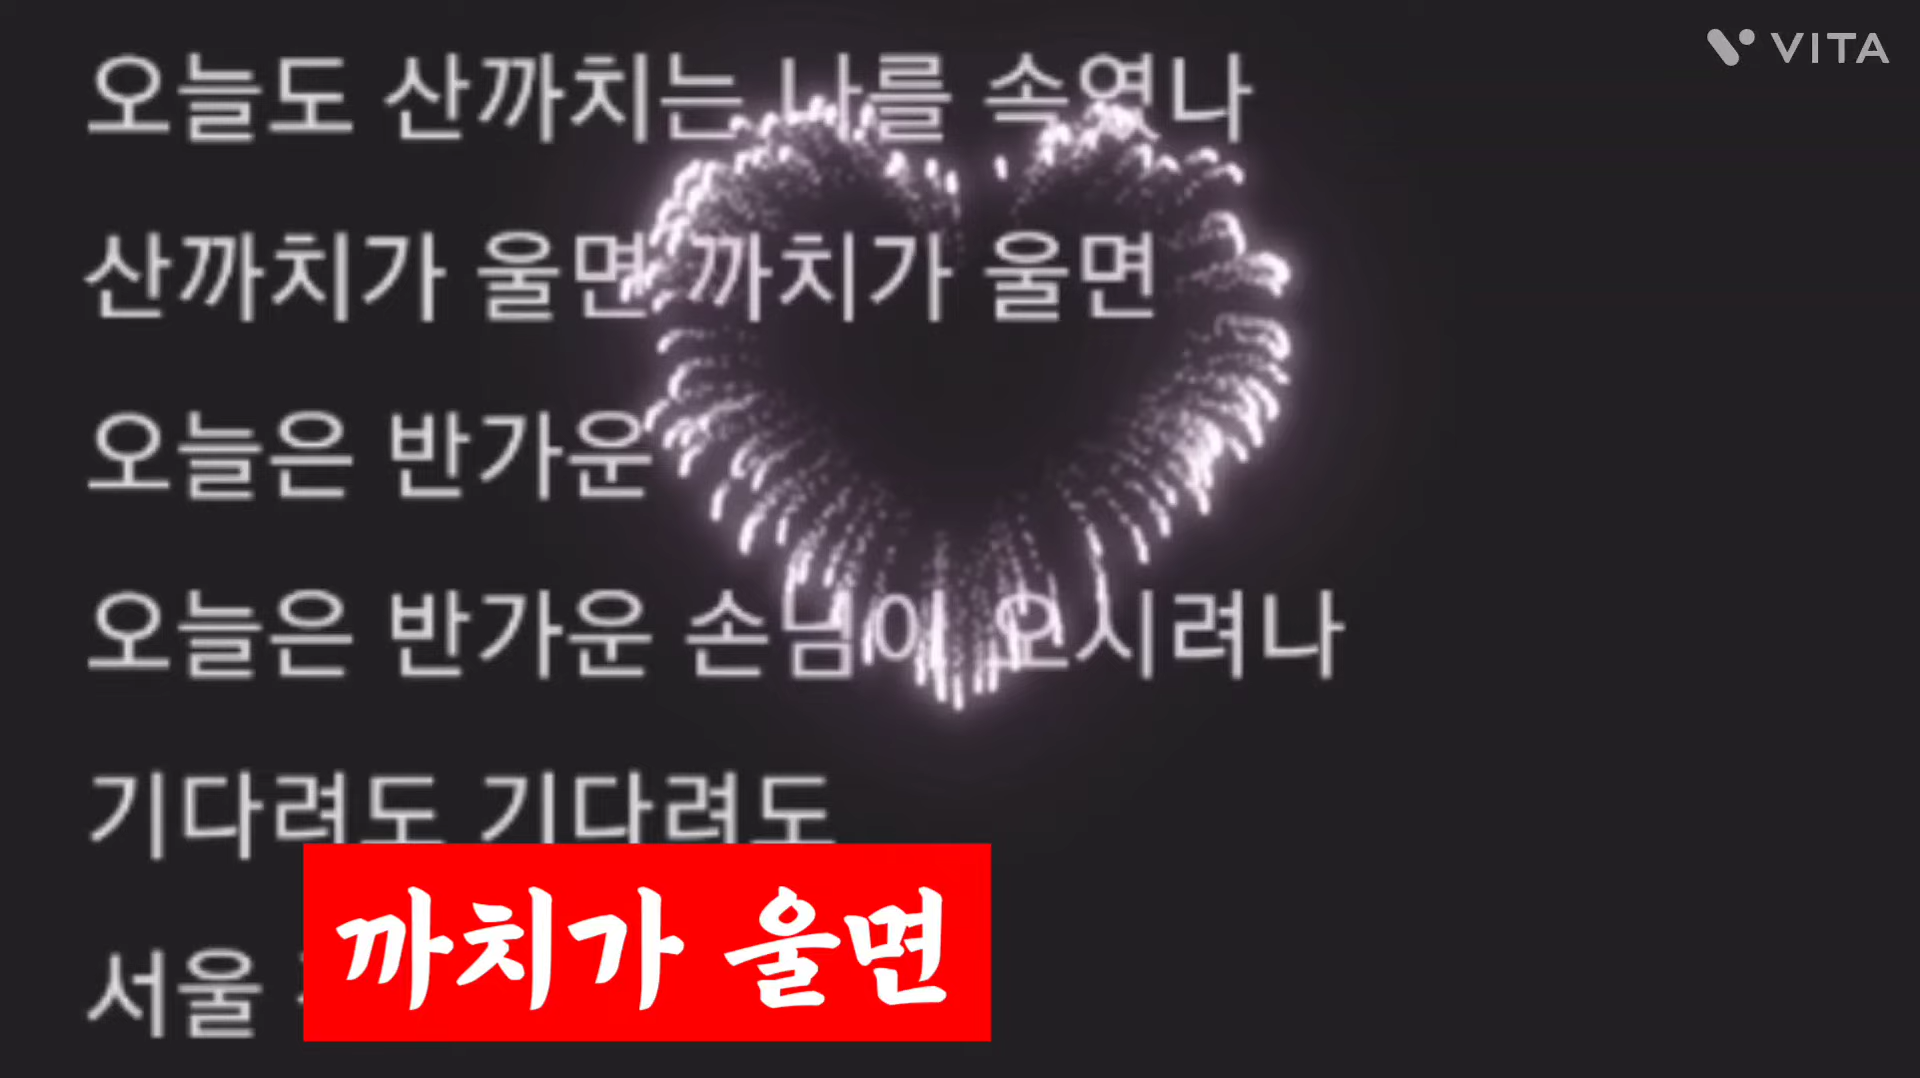 VITA
오늘도 산까치는 나를 속였나
산까치가 울면 까치가 울면
오늘은 반가운
오늘은 반가운 손님이 오시려나
기다려도 기다려도
서울
까치가 울면